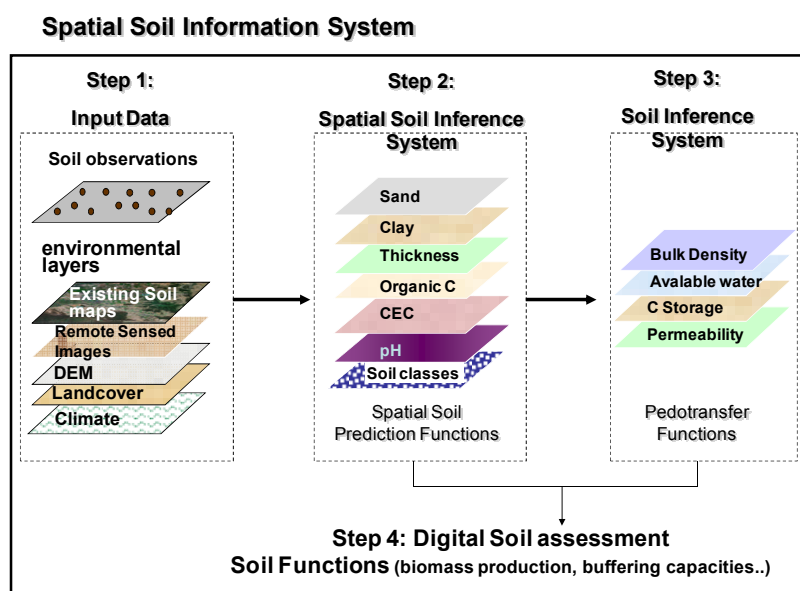 Spatial Soil Information System
Step 1:
Input Data
Soil observations
environmental
layers
Existing Soil
maps
Remote Sensed
Images
DEM
Landcover
Climate
Step 2:
Spatial Soil Inference
System
Sand
Clay
Thickness
Organic C
CEC
pH
Soil classes
Spatial Soil
Prediction Functions
Step 3:
Soil Inference
System
Bulk Density
Avalable water
C Storage
Permeability
Pedotransfer
Functions
Step 4: Digital Soil assessment
Soil Functions (biomass production, buffering capacities..)